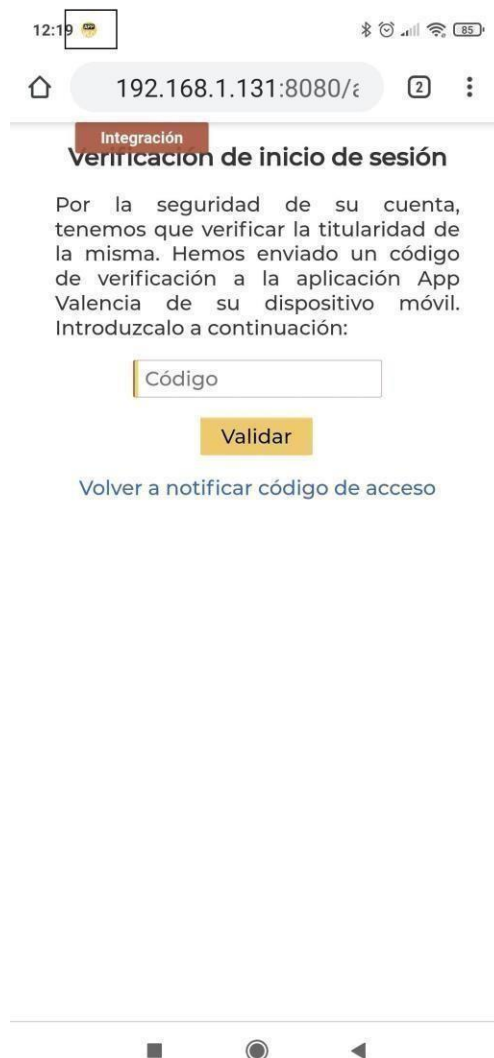 12:19 APP 85
192.168.1.131:8080/a 2
Integración
Verificación de inicio de sesión
Por la seguridad de su cuenta,
tenemos que verificar la titularidad de
la misma. Hemos enviado un código
de verificación a la aplicación App
Valencia de su dispositivo móvil.
Introduzcalo a continuación:
Código
Validar
Volver a notificar código de acceso